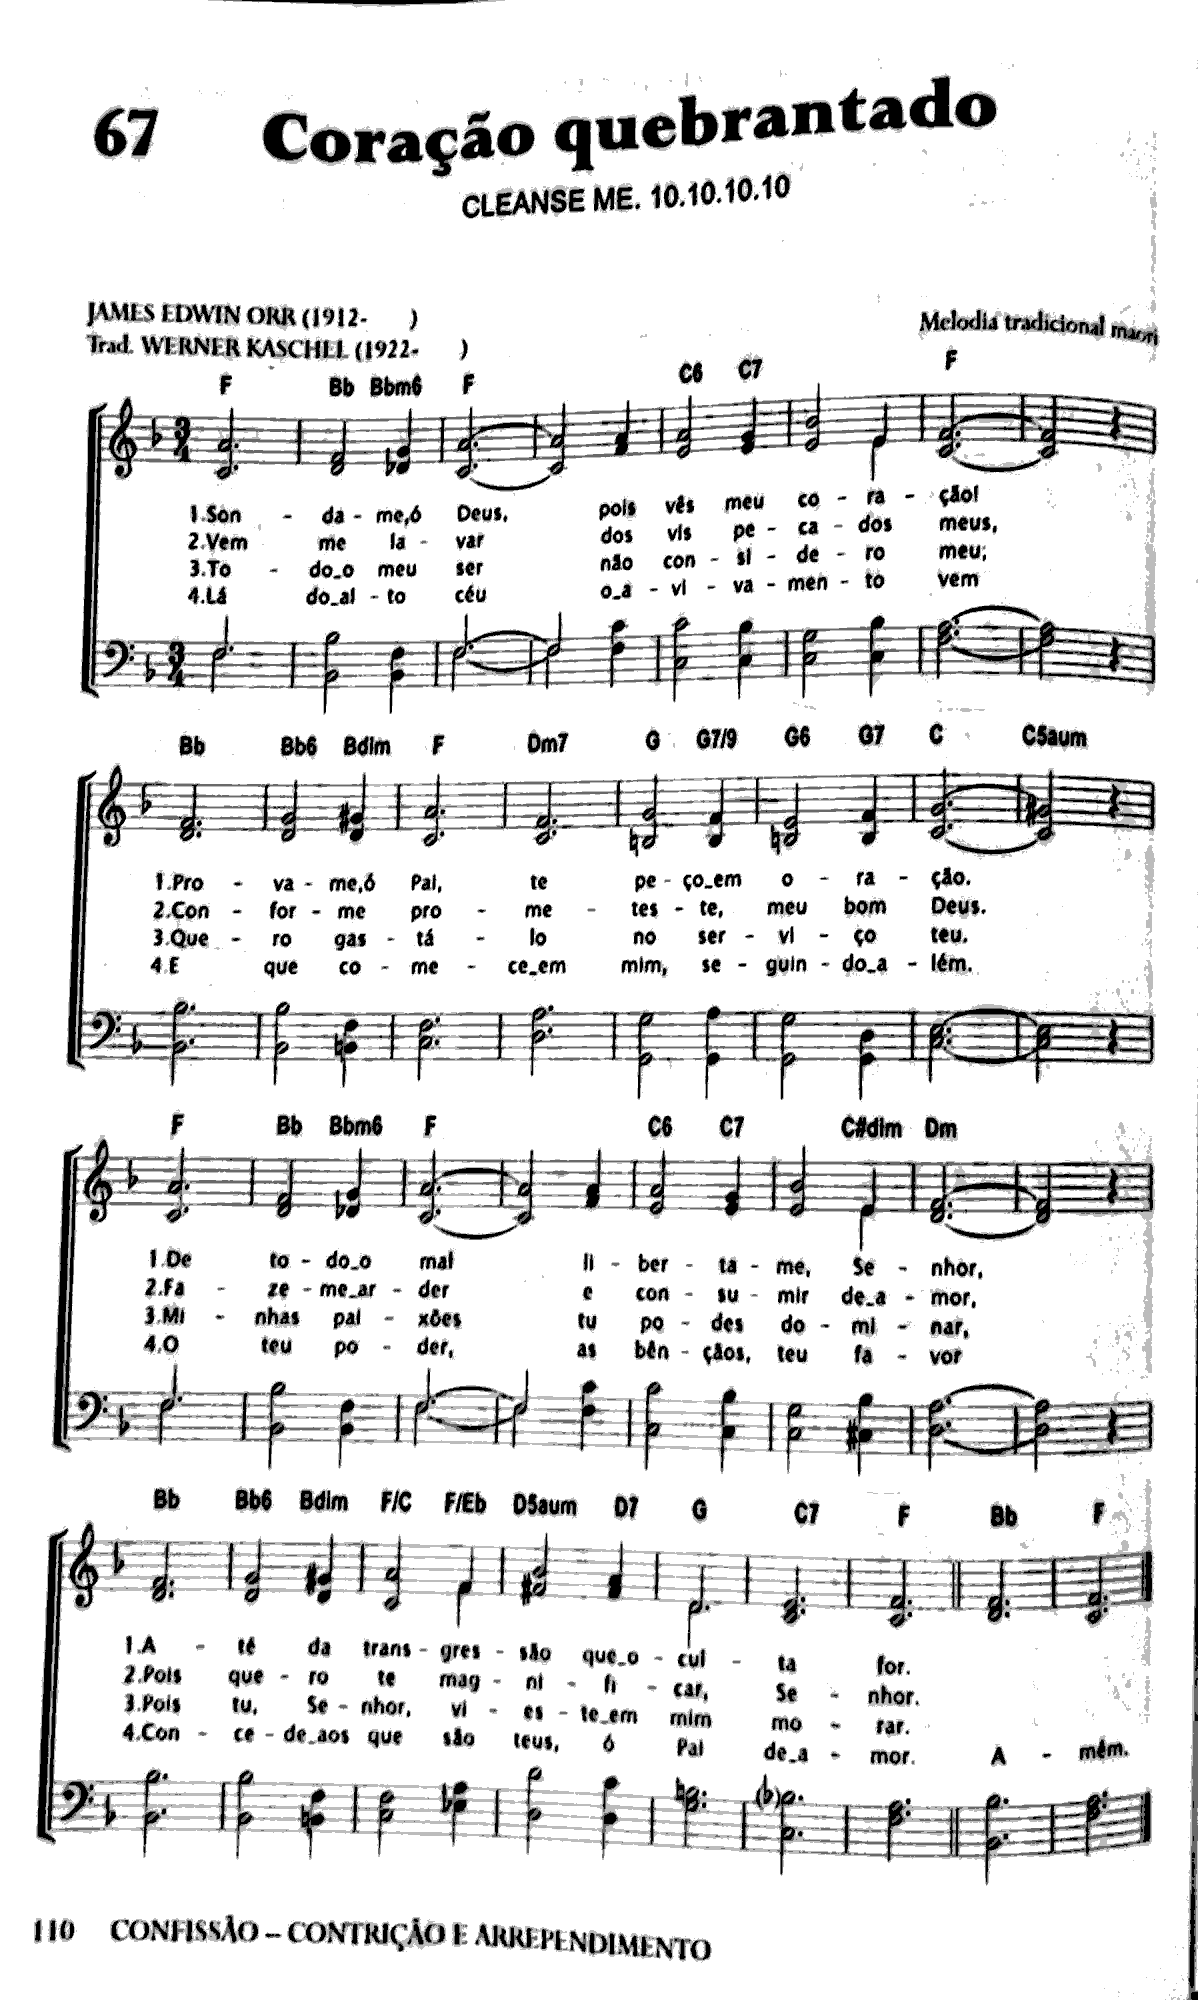 67 Coração quebrantado
CLEANSE ME. 10.10.10.10
JAMES EDWIN ORR (1912- )
Trad. WERNER KASCHEL (1922- )
Melodia tradicional maori
F Bb Bbm6 F C6 C7 F
1.Son - da - me,ó Deus, pois vês meu co - ra - ção!
2.Vem me la - var dos vis pe - ca - dos meus,
3.To - do_o meu ser não con - si - de - ro meu;
4.Lá do_al - to céu o_a - vi - va - men - to vem
Bb Bb6 Bdim F Dm7 G G7/9 G6 G7 C C5aum
1.Pro - va - me,ó Pai, te pe - ço_em o - ra - ção.
2.Con - for - me pro - me - tes - te, meu bom Deus.
3.Que - ro gas - tá - lo no ser - vi - ço teu.
4.E que co - me - ce_em mim, se - guin - do_a - lém.
F Bb Bbm6 F C6 C7 C#dim Dm
1.De to - do_o mal li - ber - ta - me, Se - nhor,
2.Fa - ze - me_ar - der e con - su - mir de_a - mor,
3.Mi - nhas pai - xões tu po - des do - mi - nar,
4.O teu po - der, as bên - çãos, teu fa - vor
Bb Bb6 Bdim F/C F/Eb D5aum D7 G C7 F Bb F
1.A - té da trans - gres - são que_o - cul - ta for.
2.Pois que - ro te mag - ni - fi - car, Se - nhor.
3.Pois tu, Se - nhor, vi - es - te_em mim mo - rar.
4.Con - ce - de_aos que são teus, ó Pai de_a - mor. A - mém.
110 CONFISSÃO – CONTRIÇÃO E ARREPENDIMENTO